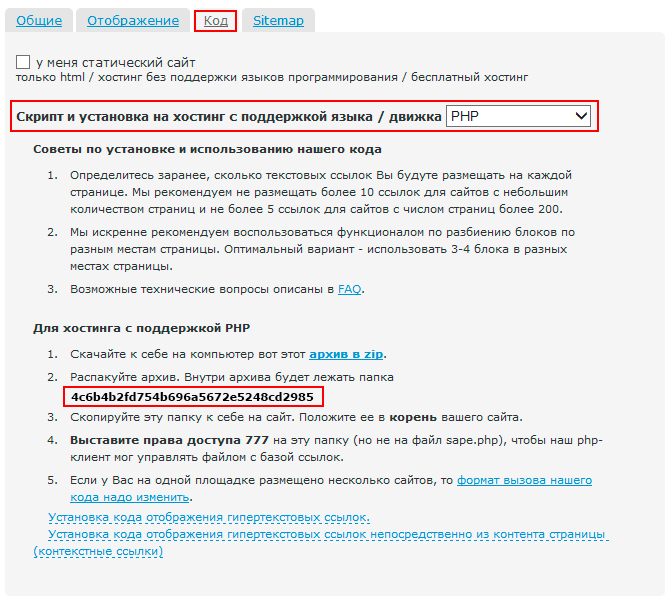 Общие Отображение Код Sitemap
у меня статический сайт
только html / хостинг без поддержки языков программирования / бесплатный хостинг
Скрипт и установка на хостинг с поддержкой языка / движка PHP
Советы по установке и использованию нашего кода
1. Определитесь заранее, сколько текстовых ссылок Вы будуте размещать на каждой
странице. Мы рекомендуем не размещать более 10 ссылок для сайтов с небольшим
количеством страниц и не более 5 ссылок для сайтов с числом страниц более 200.
2. Мы искренне рекомендуем воспользоваться функционалом по разбиению блоков по
разным местам страницы. Оптимальный вариант - использовать 3-4 блока в разных
местах страницы.
3. Возможные технические вопросы описаны в FAQ.
Для хостинга с поддержкой PHP
1. Скачайте к себе на компьютер вот этот архив в zip.
2. Распакуйте архив. Внутри архива будет лежать папка
4c6b4b2fd754b696a5672e5248cd2985
3. Скопируйте эту папку к себе на сайт. Положите ее в корень вашего сайта.
4. Выставите права доступа 777 на эту папку (но не на файл sape.php), чтобы наш php-
клиент мог управлять файлом с базой ссылок.
5. Если у Вас на одной площадке размещено несколько сайтов, то формат вызова нашего
кода надо изменить.
Установка кода отображения гипертекстовых ссылок.
Установка кода отображения гипертекстовых ссылок непосредственно из контента страницы
(контекстные ссылки)